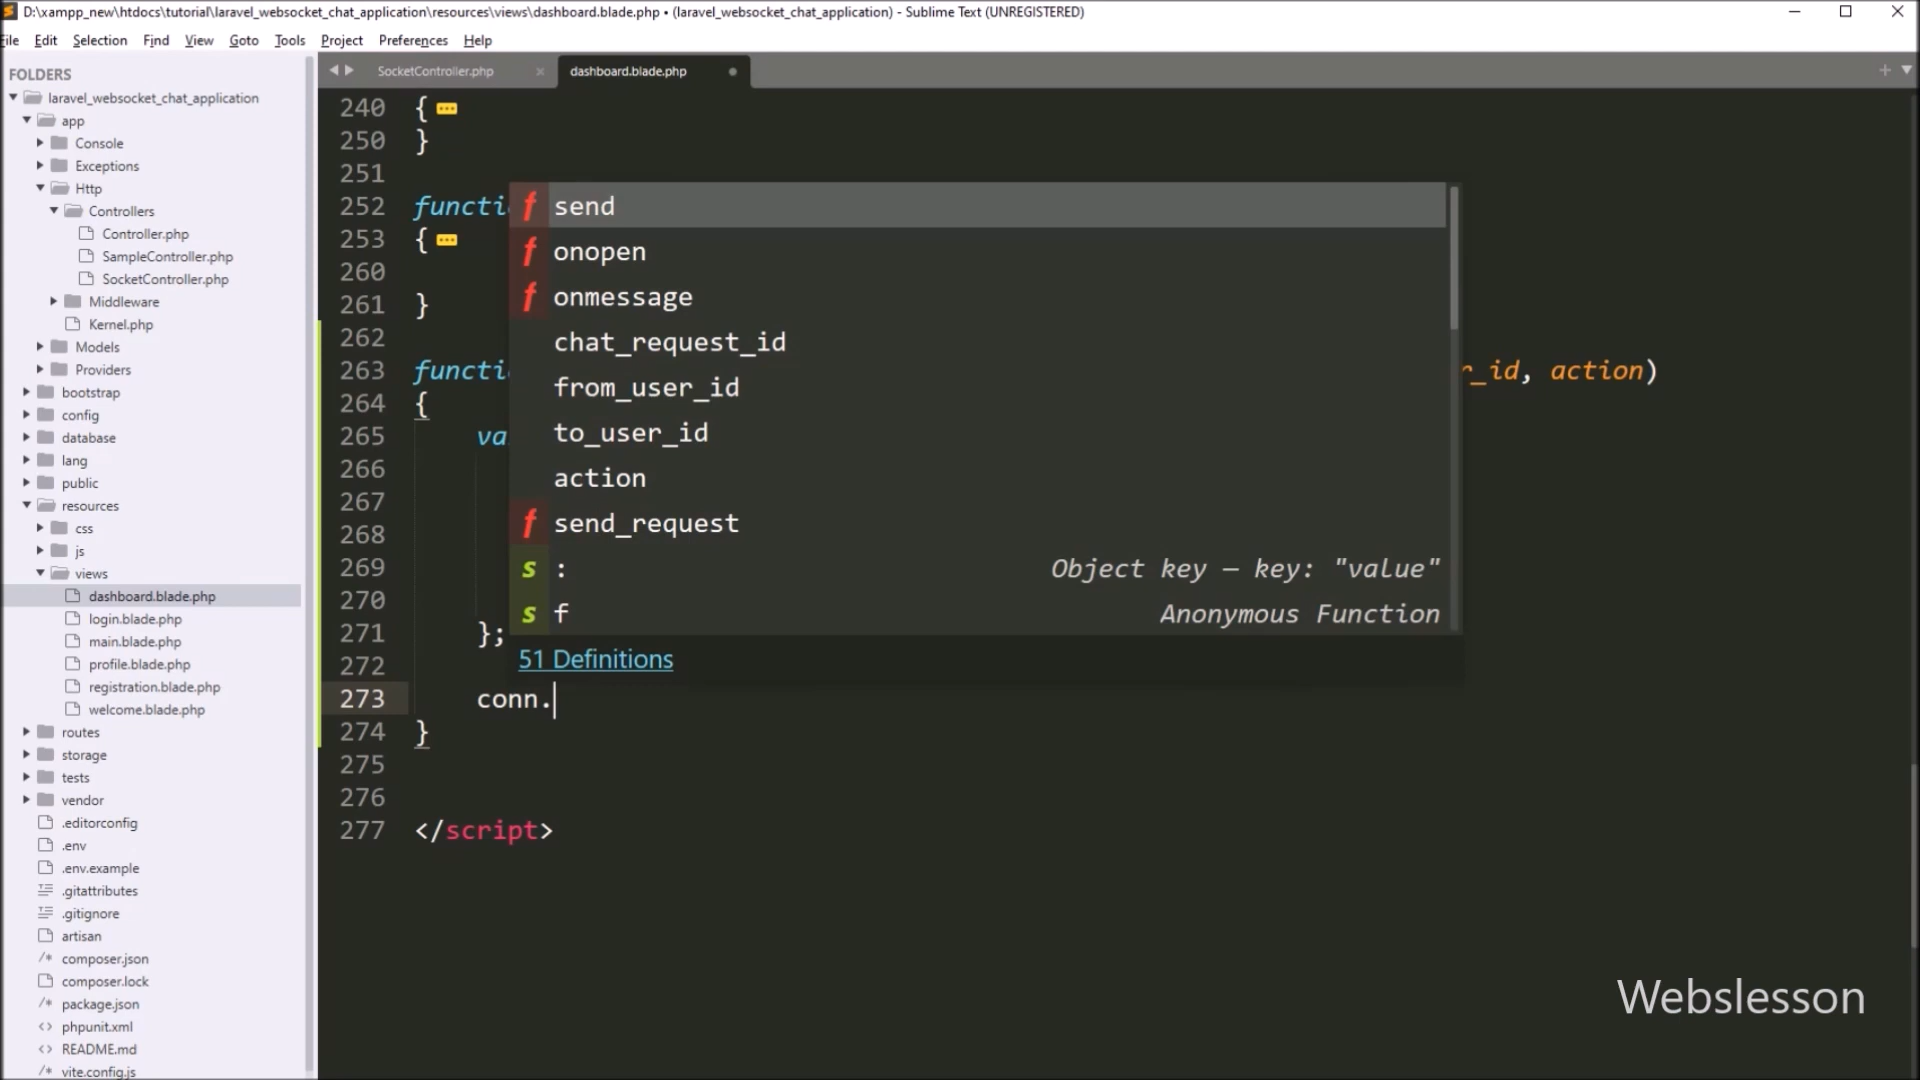 D:\xampp_new\htdocs\tutorial\laravel_websocket_chat_application\resources\views\dashboard.blade.php • (laravel_websocket_chat_application) - Sublime Text (UNREGISTERED)
File Edit Selection Find View Goto Tools Project Preferences Help
FOLDERS
laravel_websocket_chat_application
app
Console
Exceptions
Http
Controllers
Controller.php
SampleController.php
SocketController.php
Middleware
Kernel.php
Models
Providers
bootstrap
config
database
lang
public
resources
css
js
views
dashboard.blade.php
login.blade.php
main.blade.php
profile.blade.php
registration.blade.php
welcome.blade.php
routes
storage
tests
vendor
.editorconfig
.env
.env.example
.gitattributes
.gitignore
artisan
composer.json
composer.lock
package.json
phpunit.xml
README.md
vite.config.js
SocketController.php × dashboard.blade.php •
240 { •••
250 }
251
252 functi
253 { •••
260
261 }
262
263 functi r_id, action)
264 {
265 va
266
267
268
269
270
271 };
272
273 conn.
274 }
275
276
277 </script>
f send
f onopen
f onmessage
chat_request_id
from_user_id
to_user_id
action
f send_request
s : Object key — key: "value"
s f Anonymous Function
51 Definitions
Webslesson